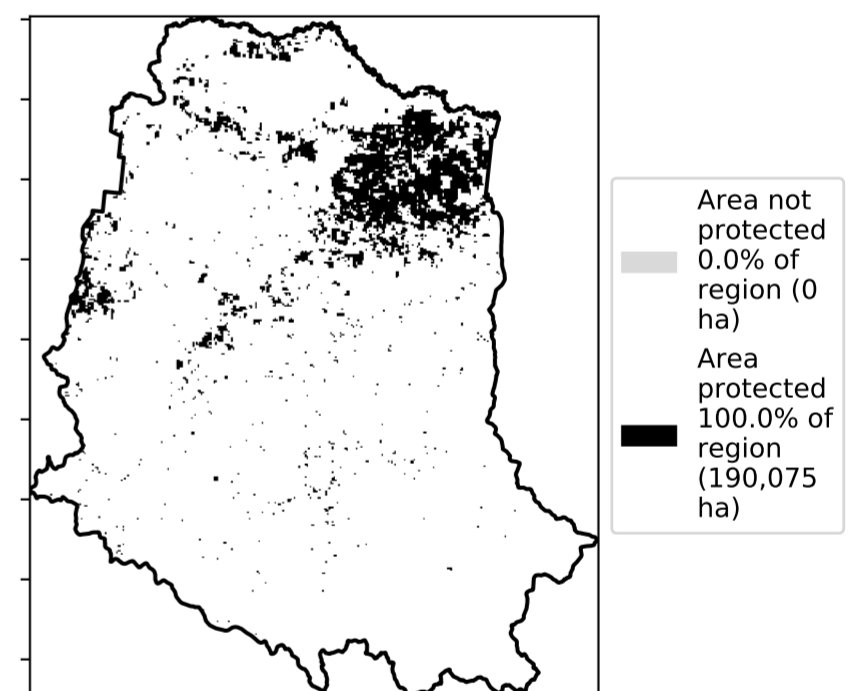 Area not
protected
0.0% of
region (0
ha)
Area
protected
100.0% of
region
(190,075
ha)